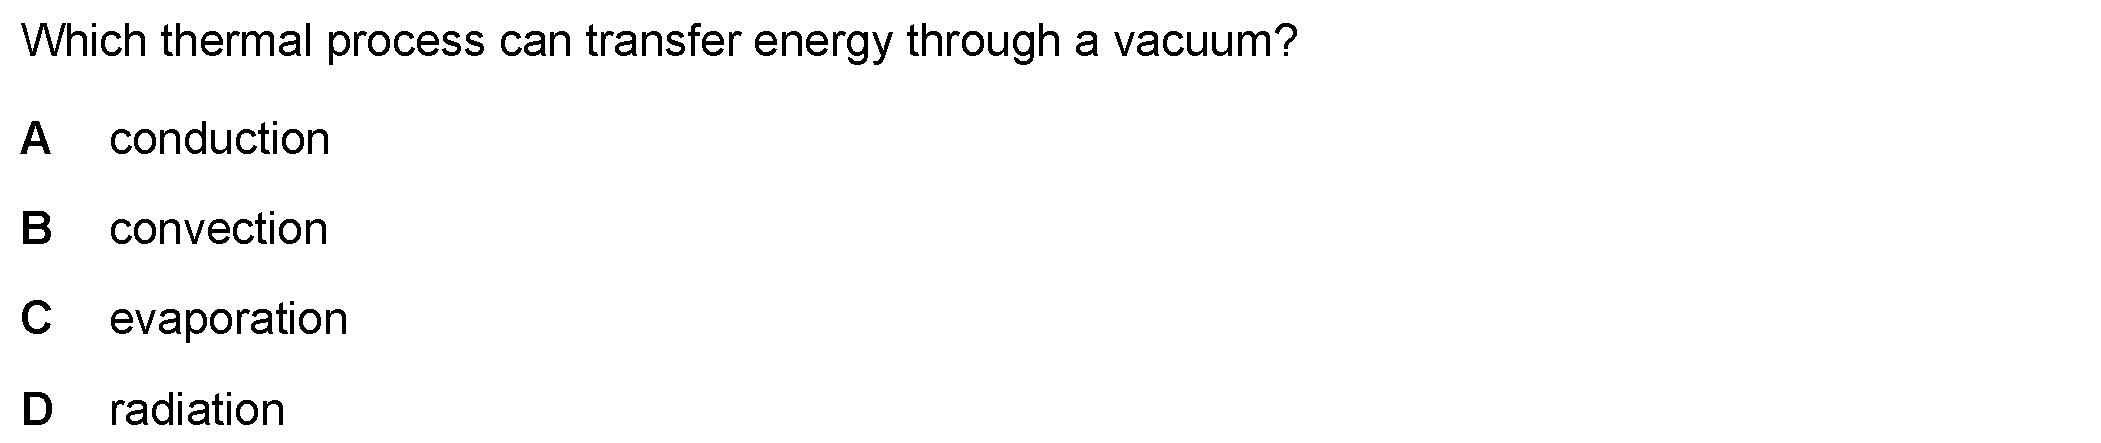 Which thermal process can transfer energy through a vacuum?
A conduction
B convection
C evaporation
D radiation